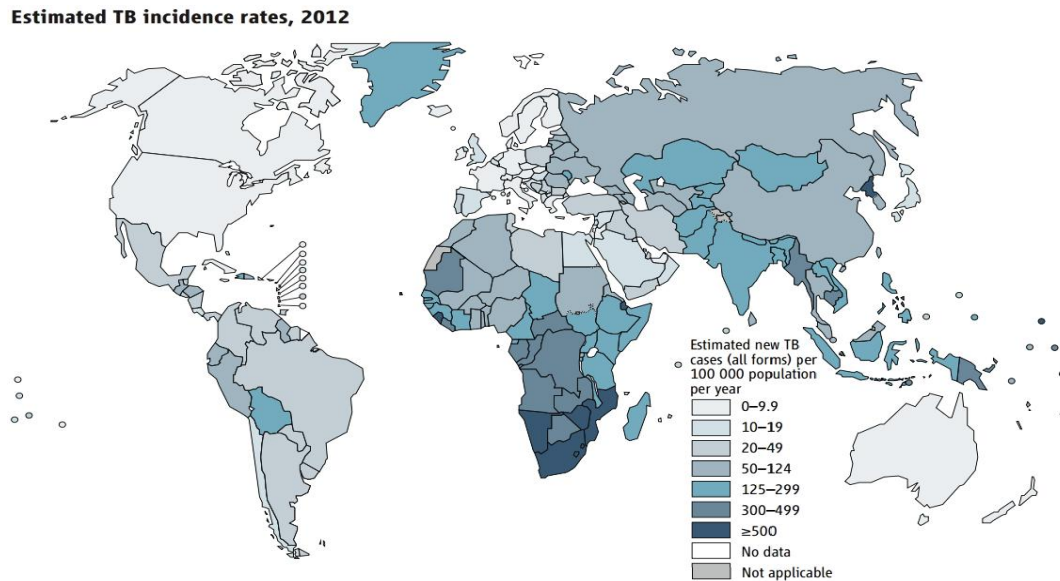 Estimated TB incidence rates, 2012
Estimated new TB
cases (all forms) per
100 000 population
per year
0–9.9
10–19
20–49
50–124
125–299
300–499
≥500
No data
Not applicable